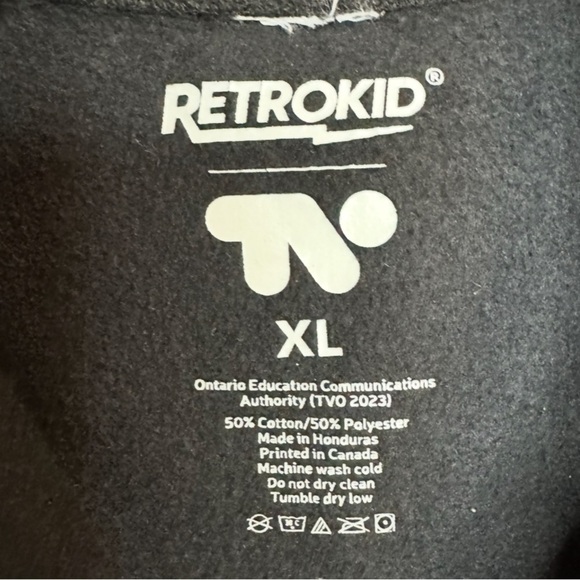 RETROKID®
TVO
XL
Ontario Education Communications
Authority (TVO 2023)
50% Cotton/50% Polyester
Made in Honduras
Printed in Canada
Machine wash cold
Do not dry clean
Tumble dry low